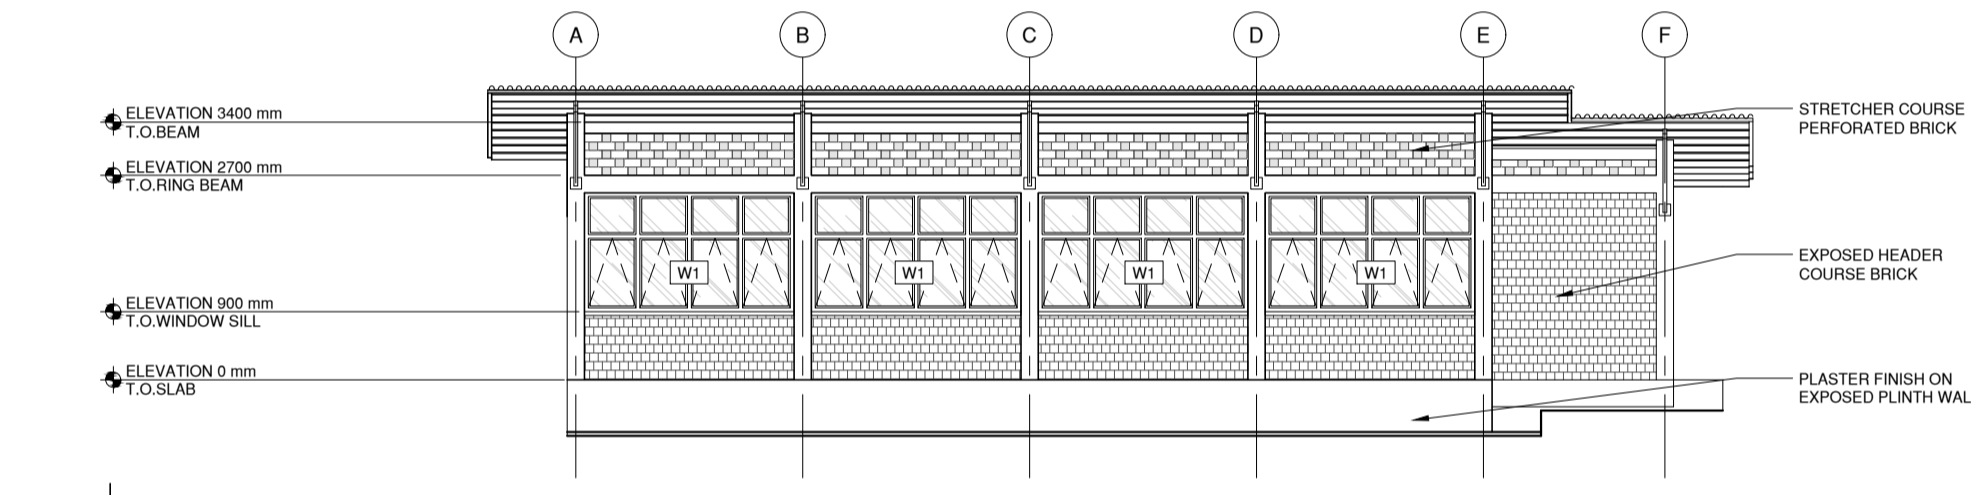 A B C D E F
ELEVATION 3400 mm
T.O.BEAM
ELEVATION 2700 mm
T.O.RING BEAM
ELEVATION 900 mm
T.O.WINDOW SILL
ELEVATION 0 mm
T.O.SLAB
W1 W1 W1 W1
STRETCHER COURSE
PERFORATED BRICK
EXPOSED HEADER
COURSE BRICK
PLASTER FINISH ON
EXPOSED PLINTH WAL